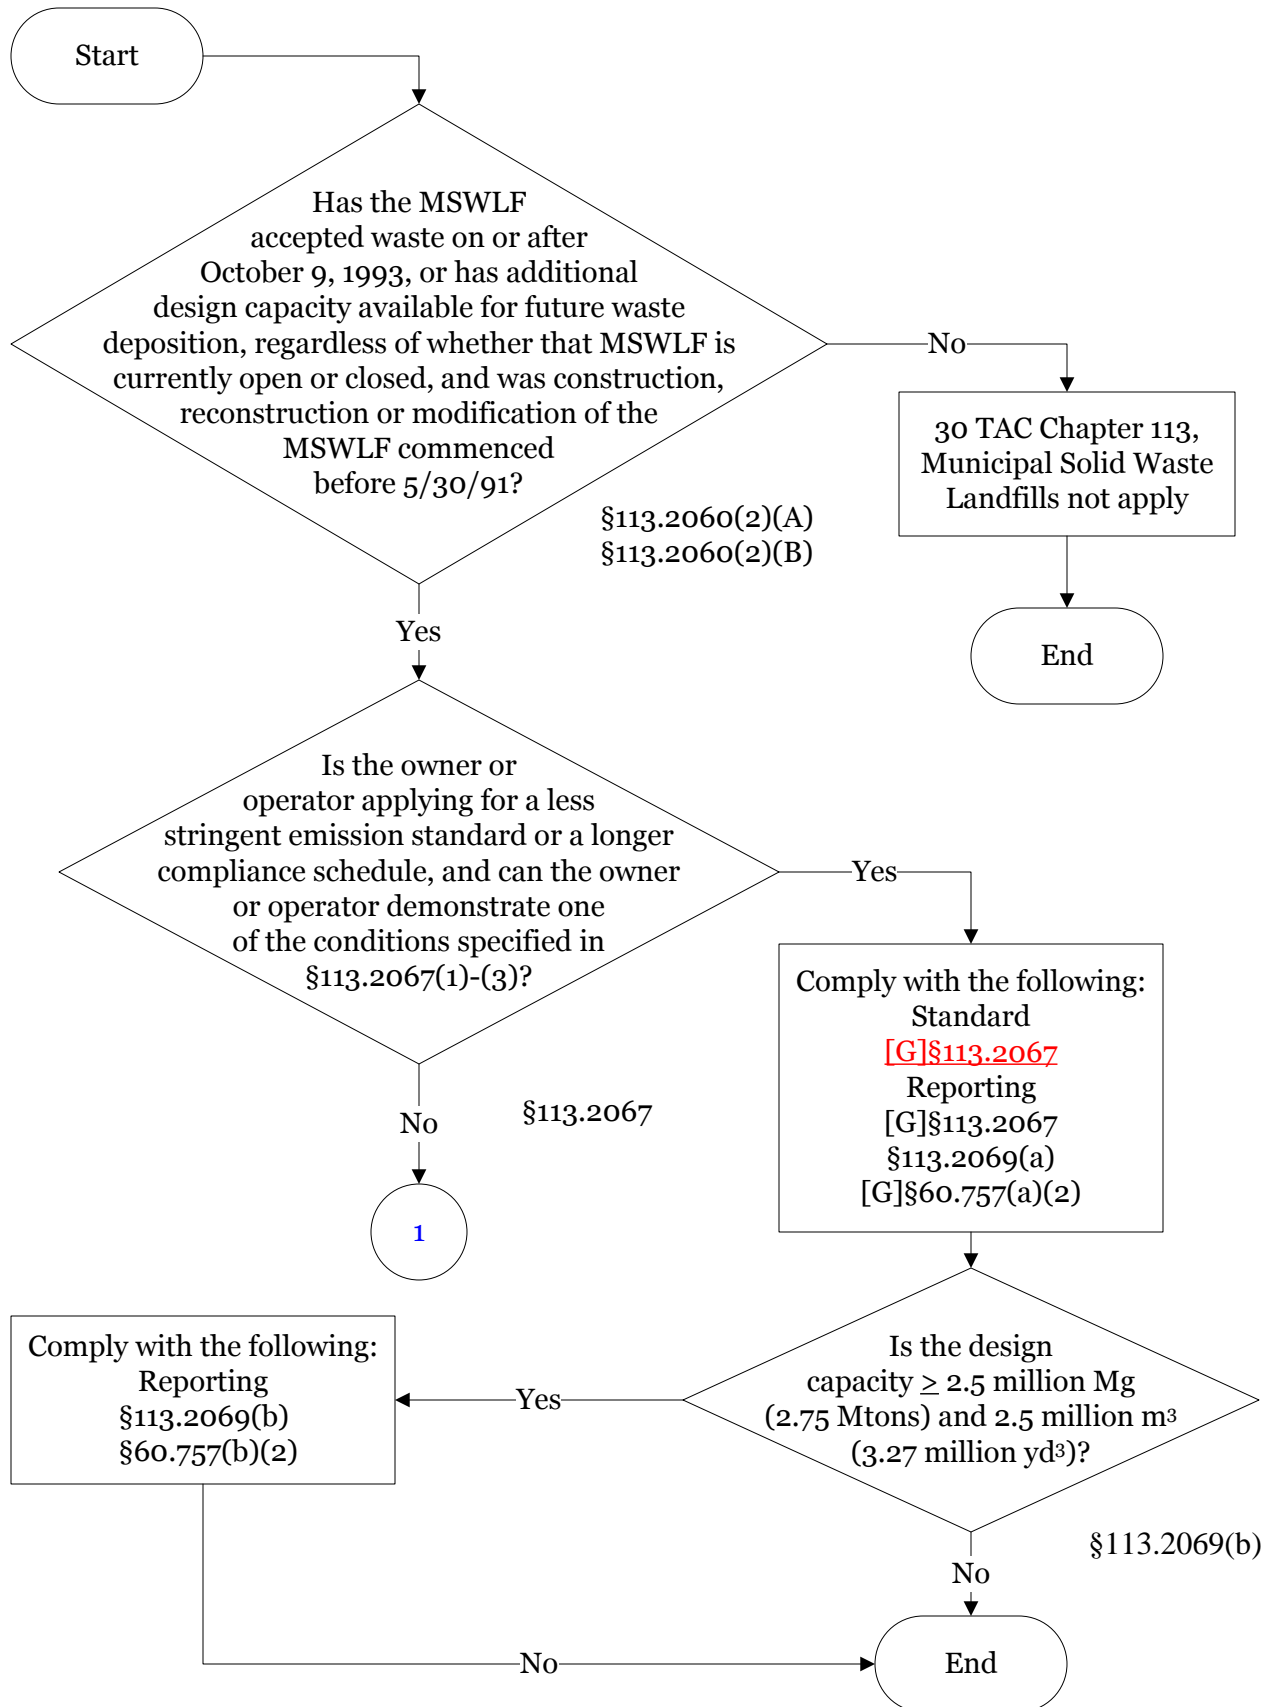 Start
Has the MSWLF
accepted waste on or after
October 9, 1993, or has additional
design capacity available for future waste
deposition, regardless of whether that MSWLF is
currently open or closed, and was construction,
reconstruction or modification of the
MSWLF commenced
before 5/30/91?
No
30 TAC Chapter 113,
Municipal Solid Waste
Landfills not apply
§113.2060(2)(A)
§113.2060(2)(B)
End
Yes
Is the owner or
operator applying for a less
stringent emission standard or a longer
compliance schedule, and can the owner
or operator demonstrate one
of the conditions specified in
§113.2067(1)-(3)?
Yes
Comply with the following:
Standard
[G]§113.2067
Reporting
[G]§113.2067
§113.2069(a)
[G]§60.757(a)(2)
§113.2067
No
1
Is the design
capacity ≥ 2.5 million Mg
(2.75 Mtons) and 2.5 million m³
(3.27 million yd³)?
Yes
Comply with the following:
Reporting
§113.2069(b)
§60.757(b)(2)
§113.2069(b)
No
No
End